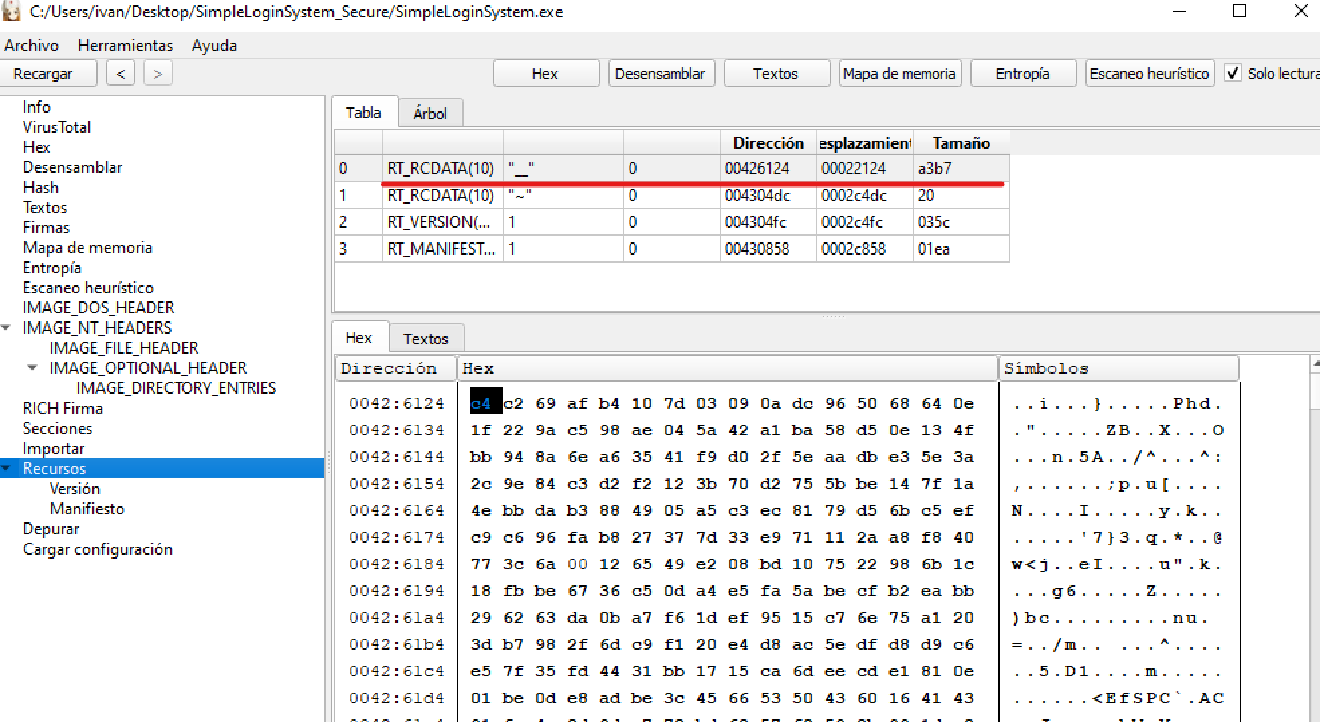 C:/Users/ivan/Desktop/SimpleLoginSystem_Secure/SimpleLoginSystem.exe
Archivo Herramientas Ayuda
Recargar < > Hex Desensamblar Textos Mapa de memoria Entropía Escaneo heurístico Solo lectura
Info
VirusTotal
Hex
Desensamblar
Hash
Textos
Firmas
Mapa de memoria
Entropía
Escaneo heurístico
IMAGE_DOS_HEADER
IMAGE_NT_HEADERS
IMAGE_FILE_HEADER
IMAGE_OPTIONAL_HEADER
IMAGE_DIRECTORY_ENTRIES
RICH Firma
Secciones
Importar
Recursos
Versión
Manifiesto
Depurar
Cargar configuración
Tabla Árbol
Dirección esplazamient Tamaño
0 RT_RCDATA(10) "__" 0 00426124 00022124 a3b7
1 RT_RCDATA(10) "~" 0 004304dc 0002c4dc 20
2 RT_VERSION(... 1 0 004304fc 0002c4fc 035c
3 RT_MANIFEST... 1 0 00430858 0002c858 01ea
Hex Textos
Dirección Hex Símbolos
0042:6124 c4 c2 69 af b4 10 7d 03 09 0a dc 96 50 68 64 0e ..i...}.....Phd.
0042:6134 1f 22 9a c5 98 ae 04 5a 42 a1 ba 58 d5 0e 13 4f .".....ZB..X...O
0042:6144 bb 94 8a 6e a6 35 41 f9 d0 2f 5e aa db e3 5e 3a ...n.5A../^...^:
0042:6154 2c 9e 84 c3 d2 f2 12 3b 70 d2 75 5b be 14 7f 1a ,......;p.u[....
0042:6164 4e bb da b3 88 49 05 a5 c3 ec 81 79 d5 6b c5 ef N....I.....y.k..
0042:6174 c9 c6 96 fa b8 27 37 7d 33 e9 71 11 2a a8 f8 40 .....'7}3.q.*..@
0042:6184 77 3c 6a 00 12 65 49 e2 08 bd 10 75 22 98 6b 1c w<j..eI....u".k.
0042:6194 18 fb be 67 36 c5 0d a4 e5 fa 5a be cf b2 ea bb ...g6.....Z.....
0042:61a4 29 62 63 da 0b a7 f6 1d ef 95 15 c7 6e 75 a1 20 )bc.........nu.
0042:61b4 3d b7 98 2f 6d c9 f1 20 e4 d8 ac 5e df d8 d9 c6 =../m.. ...^....
0042:61c4 e5 7f 35 fd 44 31 bb 17 15 ca 6d ee cd e1 81 0e ..5.D1....m.....
0042:61d4 01 be 0d e8 ad be 3c 45 66 53 50 43 60 16 41 43 ......<EfSPC`.AC